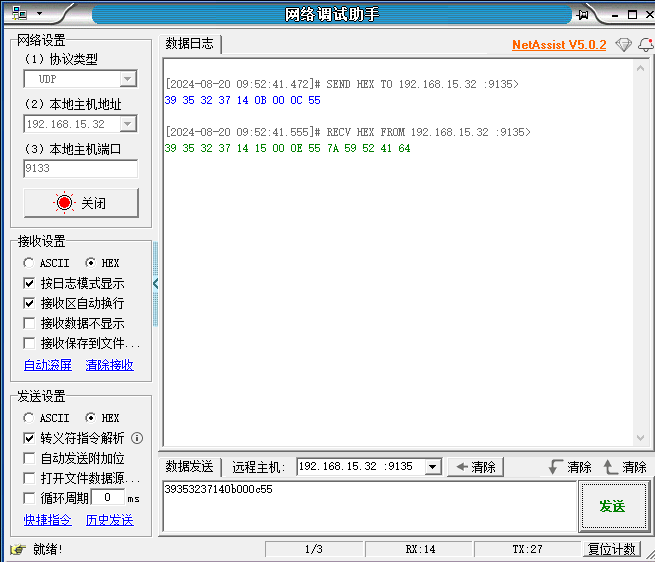 网络调试助手
网络设置
(1) 协议类型
UDP
(2) 本地主机地址
192.168.15.32
(3) 本地主机端口
9133
关闭
接收设置
ASCII HEX
按日志模式显示
接收区自动换行
接收数据不显示
接收保存到文件...
自动滚屏 清除接收
发送设置
ASCII HEX
转义符指令解析
自动发送附加位
打开文件数据源...
循环周期 0 ms
快捷指令 历史发送
数据日志
NetAssist V5.0.2
[2024-08-20 09:52:41.472]# SEND HEX TO 192.168.15.32 :9135>
39 35 32 37 14 0B 00 0C 55
[2024-08-20 09:52:41.555]# RECV HEX FROM 192.168.15.32 :9135>
39 35 32 37 14 15 00 0E 55 7A 59 52 41 64
数据发送 远程主机: 192.168.15.32 :9135 清除 清除 清除
39353237140b000c55
发送
就绪! 1/3 RX:14 TX:27 复位计数